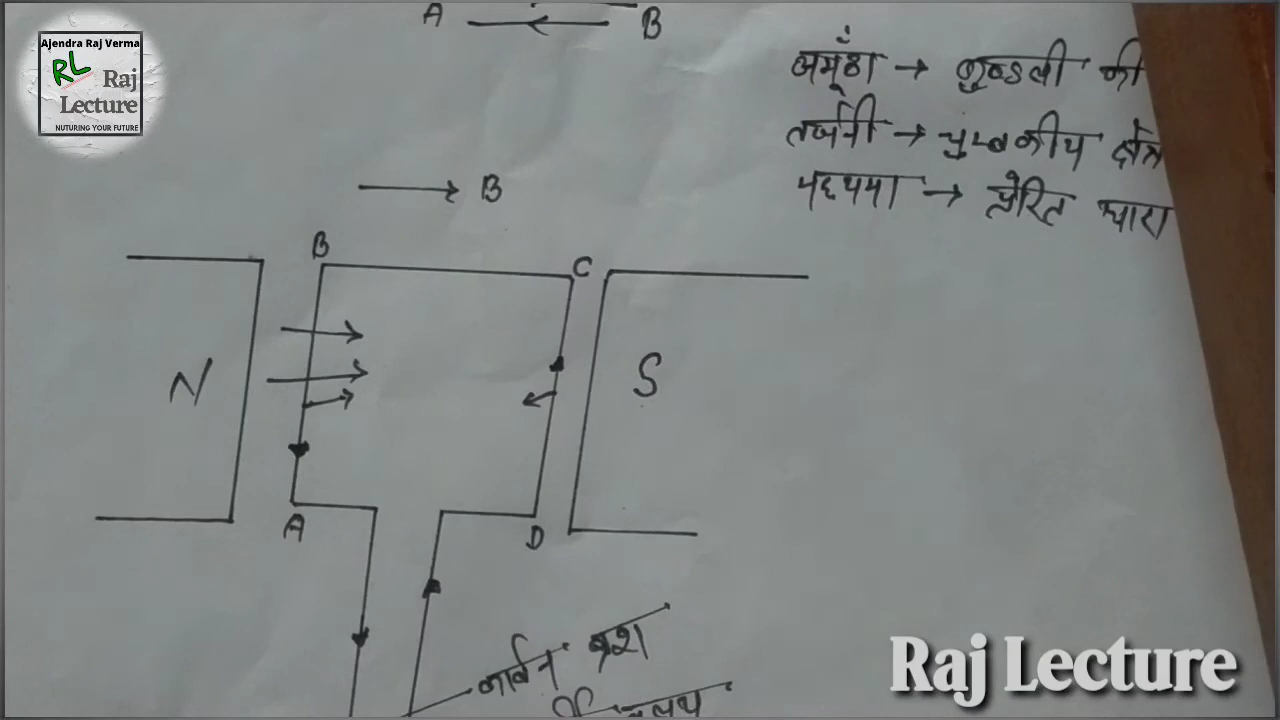 A B
Ajendra Raj Verma
RL Raj
Lecture
NUTURING YOUR FUTURE
अंगूठा → कुण्डली की
तर्जनी → चुम्बकीय क्षेत्र
मध्यमा → प्रेरित धारा
B
B C
N S
A D
कार्बन ब्रश
वलय
Raj Lecture